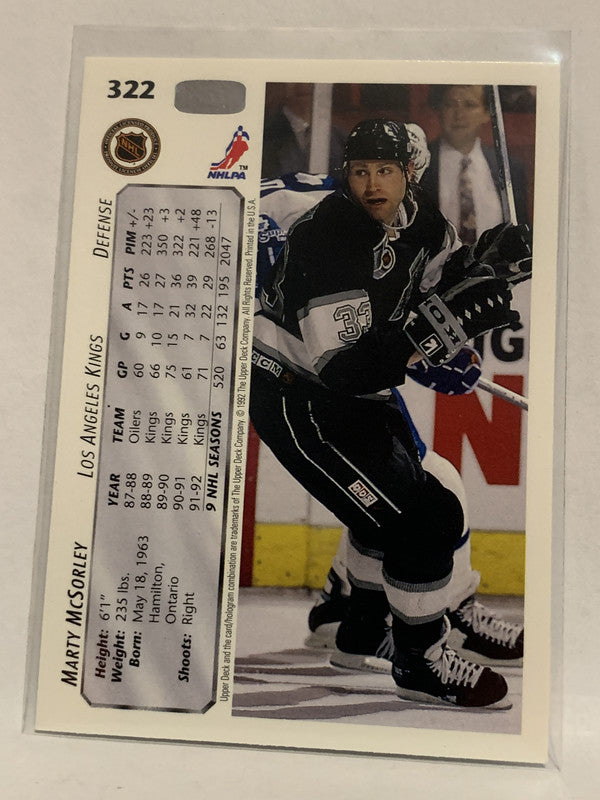 322
NHL
NHLPA
TM
MARTY MCSORLEY LOS ANGELES KINGS DEFENSE
Height: 6'1"
Weight: 235 lbs.
Born: May 18, 1963
Hamilton,
Ontario
Shoots: Right
YEAR TEAM GP G A PTS PIM +/-
87-88 Oilers 60 9 17 26 223 +23
88-89 Kings 66 10 17 27 350 +3
89-90 Kings 75 15 21 36 322 +2
90-91 Kings 61 7 32 39 221 +48
91-92 Kings 71 7 22 29 268 -13
9 NHL SEASONS 520 63 132 195 2047
Upper Deck and the card/hologram combination are trademarks of The Upper Deck Company. © 1992 The Upper Deck Company. All Rights Reserved. Printed in the U.S.A.
33
CCM
KOHO
K
G
N